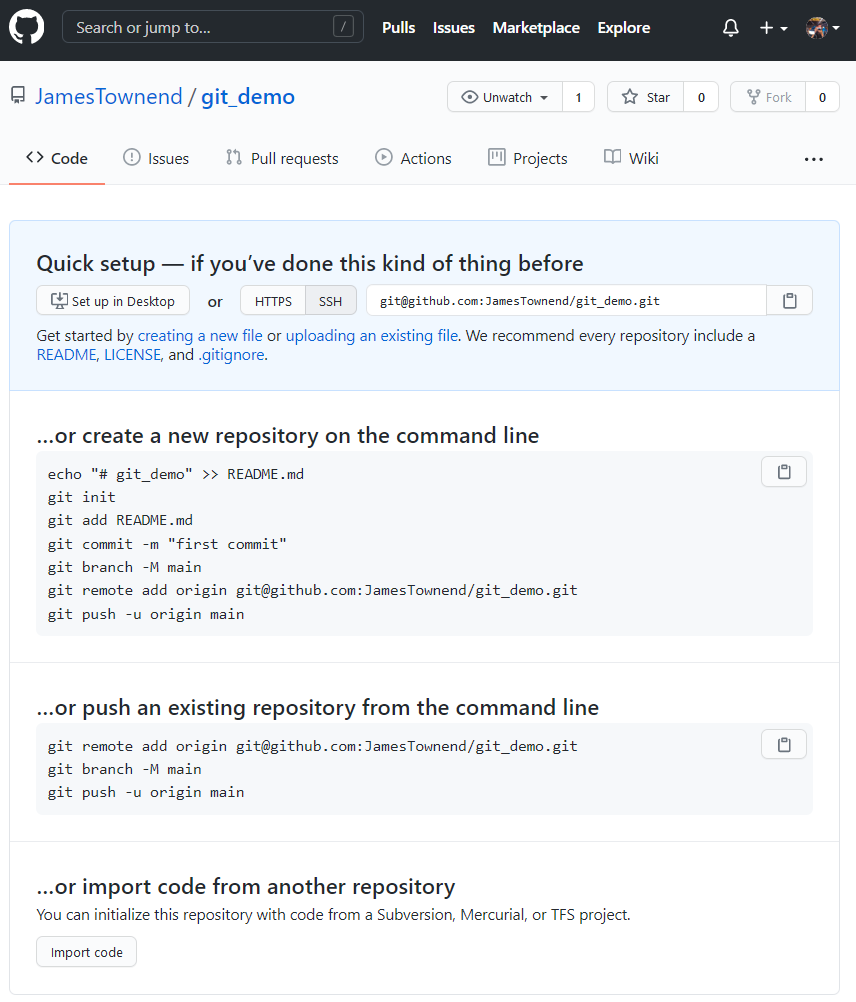 Search or jump to... /
Pulls Issues Marketplace Explore
JamesTownend / git_demo
Unwatch 1 Star 0 Fork 0
Code Issues Pull requests Actions Projects Wiki ...
Quick setup — if you’ve done this kind of thing before
Set up in Desktop or HTTPS SSH git@github.com:JamesTownend/git_demo.git
Get started by creating a new file or uploading an existing file. We recommend every repository include a
README, LICENSE, and .gitignore.
…or create a new repository on the command line
echo "# git_demo" >> README.md
git init
git add README.md
git commit -m "first commit"
git branch -M main
git remote add origin git@github.com:JamesTownend/git_demo.git
git push -u origin main
…or push an existing repository from the command line
git remote add origin git@github.com:JamesTownend/git_demo.git
git branch -M main
git push -u origin main
…or import code from another repository
You can initialize this repository with code from a Subversion, Mercurial, or TFS project.
Import code